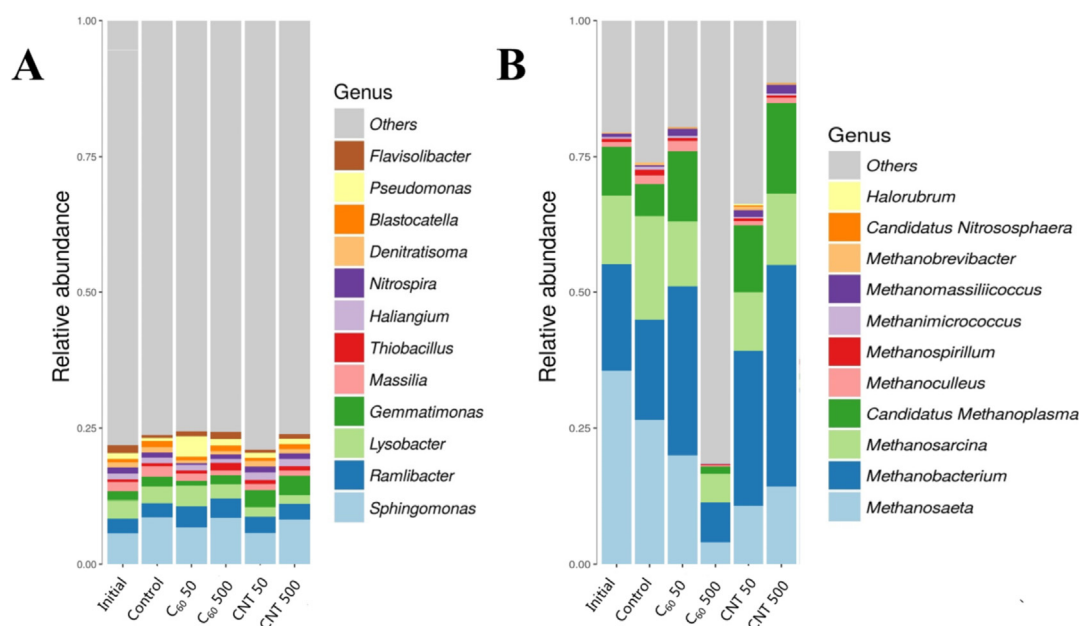 A
Relative abundance
1.00
0.75
0.50
0.25
0.00
Initial
Control
C₆₀ 50
C₆₀ 500
CNT 50
CNT 500
Genus
Others
Flavisolibacter
Pseudomonas
Blastocatella
Denitratisoma
Nitrospira
Haliangium
Thiobacillus
Massilia
Gemmatimonas
Lysobacter
Ramlibacter
Sphingomonas
B
Relative abundance
1.00
0.75
0.50
0.25
0.00
Initial
Control
C₆₀ 50
C₆₀ 500
CNT 50
CNT 500
Genus
Others
Halorubrum
Candidatus Nitrososphaera
Methanobrevibacter
Methanomassiliicoccus
Methanimicrococcus
Methanospirillum
Methanoculleus
Candidatus Methanoplasma
Methanosarcina
Methanobacterium
Methanosaeta